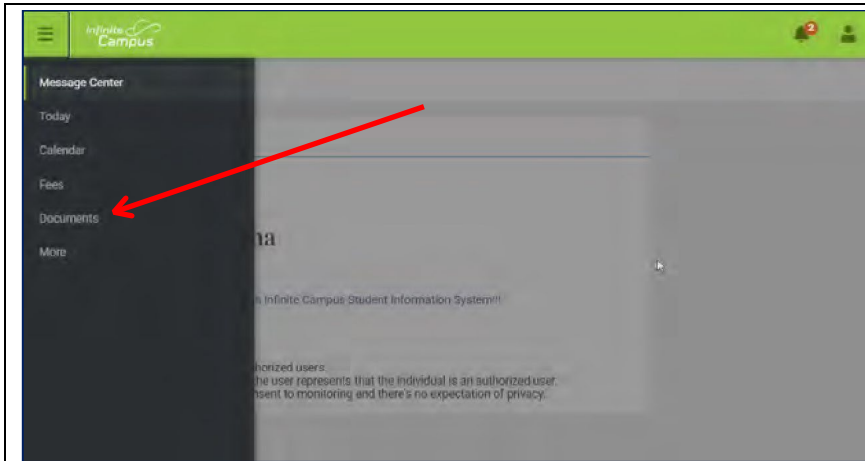 Infinite
Campus
2
Message Center
Today
Calendar
Fees
Documents
More
na
s Infinite Campus Student Information System!!!
horized users.
he user represents that the individual is an authorized user.
nsent to monitoring and there's no expectation of privacy.